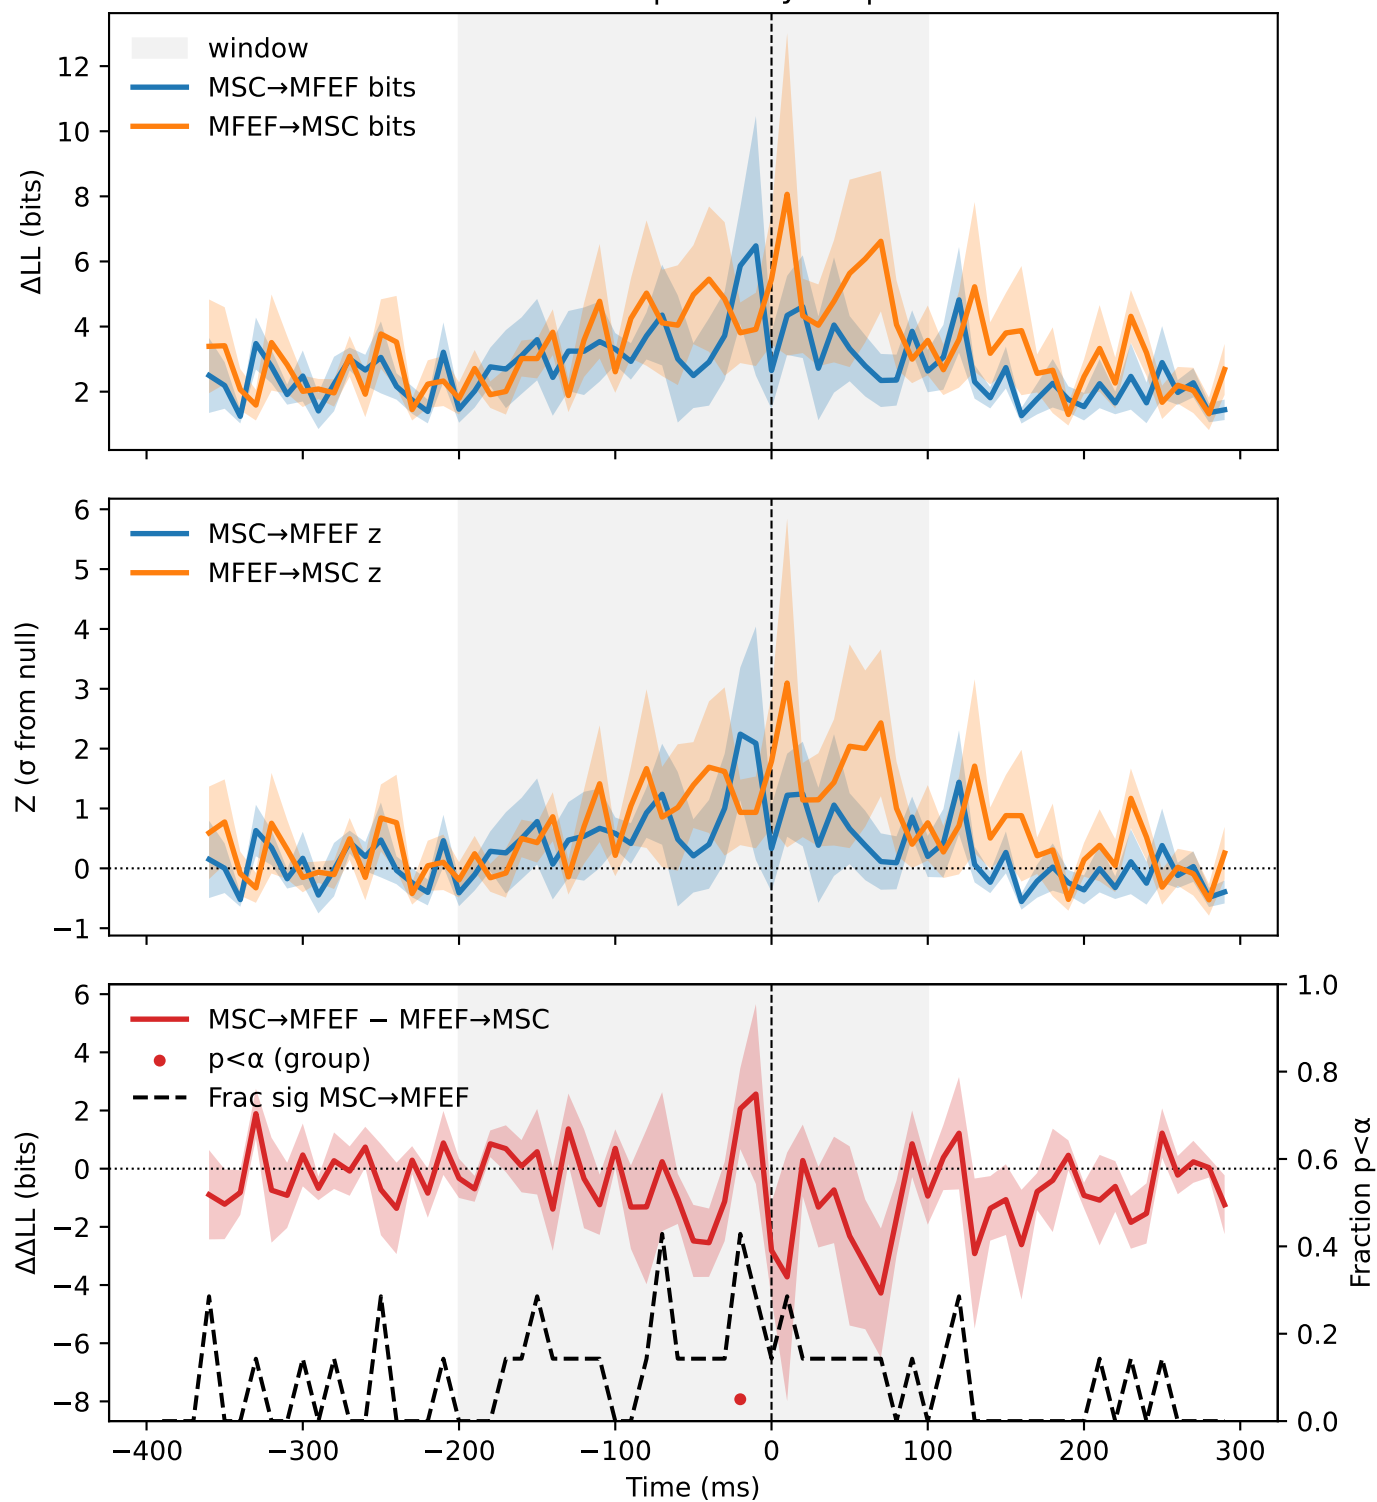 12
10
8
6
4
2
ΔLL (bits)
window
MSC→MFEF bits
MFEF→MSC bits
6
5
4
3
2
1
0
−1
Z (σ from null)
MSC→MFEF z
MFEF→MSC z
6
4
2
0
−2
−4
−6
−8
ΔΔLL (bits)
MSC→MFEF − MFEF→MSC
p<α (group)
Frac sig MSC→MFEF
1.0
0.8
0.6
0.4
0.2
0.0
Fraction p<α
−400 −300 −200 −100 0 100 200 300
Time (ms)